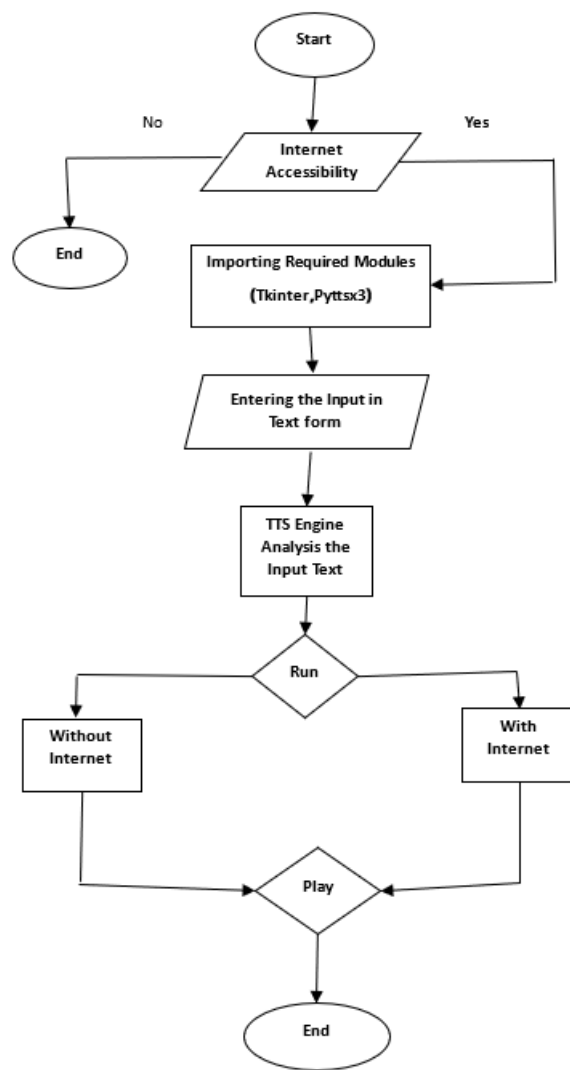 Start
No
Yes
Internet
Accessibility
End
Importing Required Modules
(Tkinter,Pyttsx3)
Entering the Input in
Text form
TTS Engine
Analysis the
Input Text
Run
Without
Internet
With
Internet
Play
End